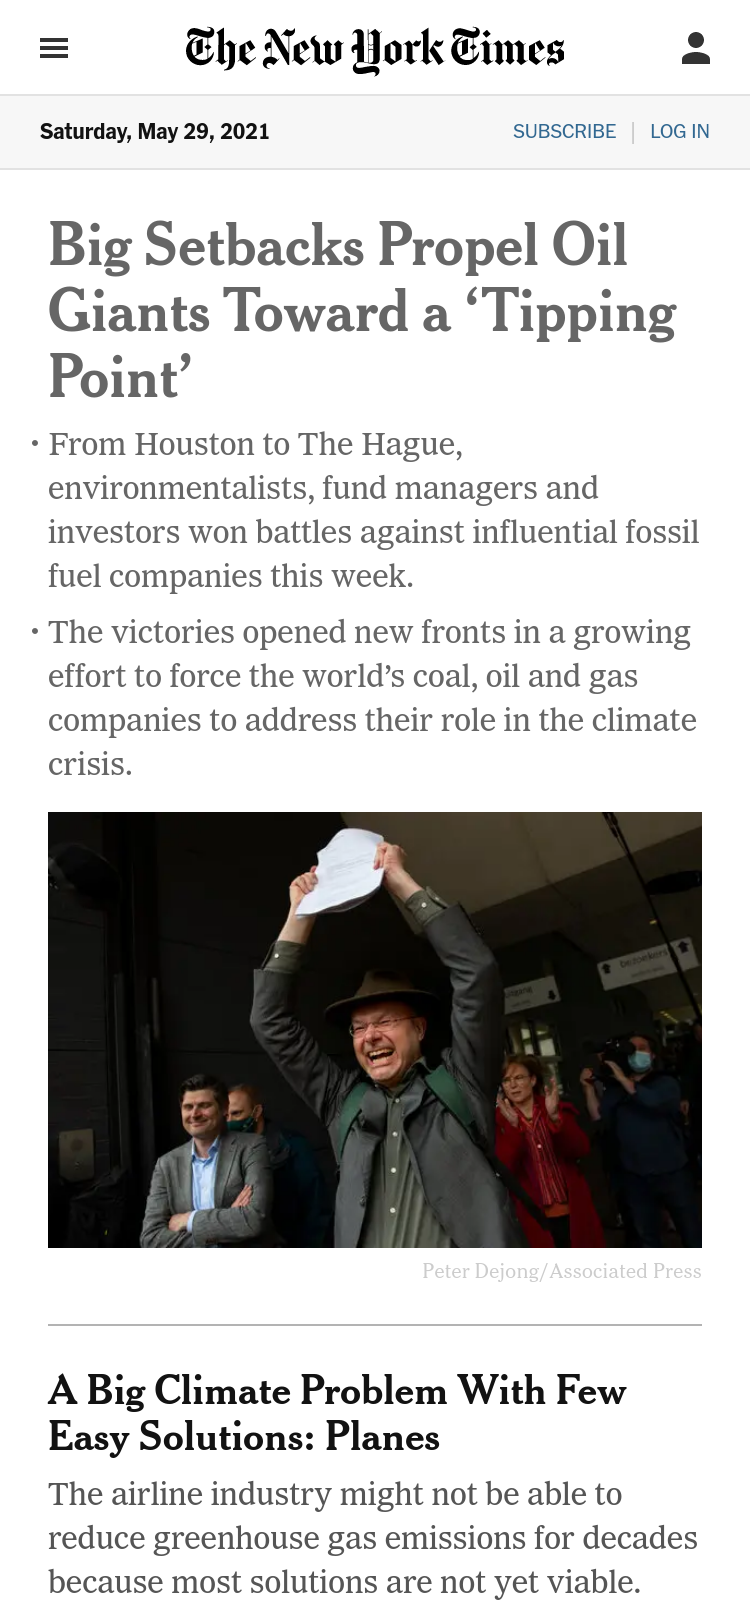 The New York Times
Saturday, May 29, 2021
SUBSCRIBE | LOG IN
Big Setbacks Propel Oil
Giants Toward a ‘Tipping
Point’
• From Houston to The Hague,
environmentalists, fund managers and
investors won battles against influential fossil
fuel companies this week.
• The victories opened new fronts in a growing
effort to force the world’s coal, oil and gas
companies to address their role in the climate
crisis.
bezoekers
Peter Dejong/Associated Press
A Big Climate Problem With Few
Easy Solutions: Planes
The airline industry might not be able to
reduce greenhouse gas emissions for decades
because most solutions are not yet viable.